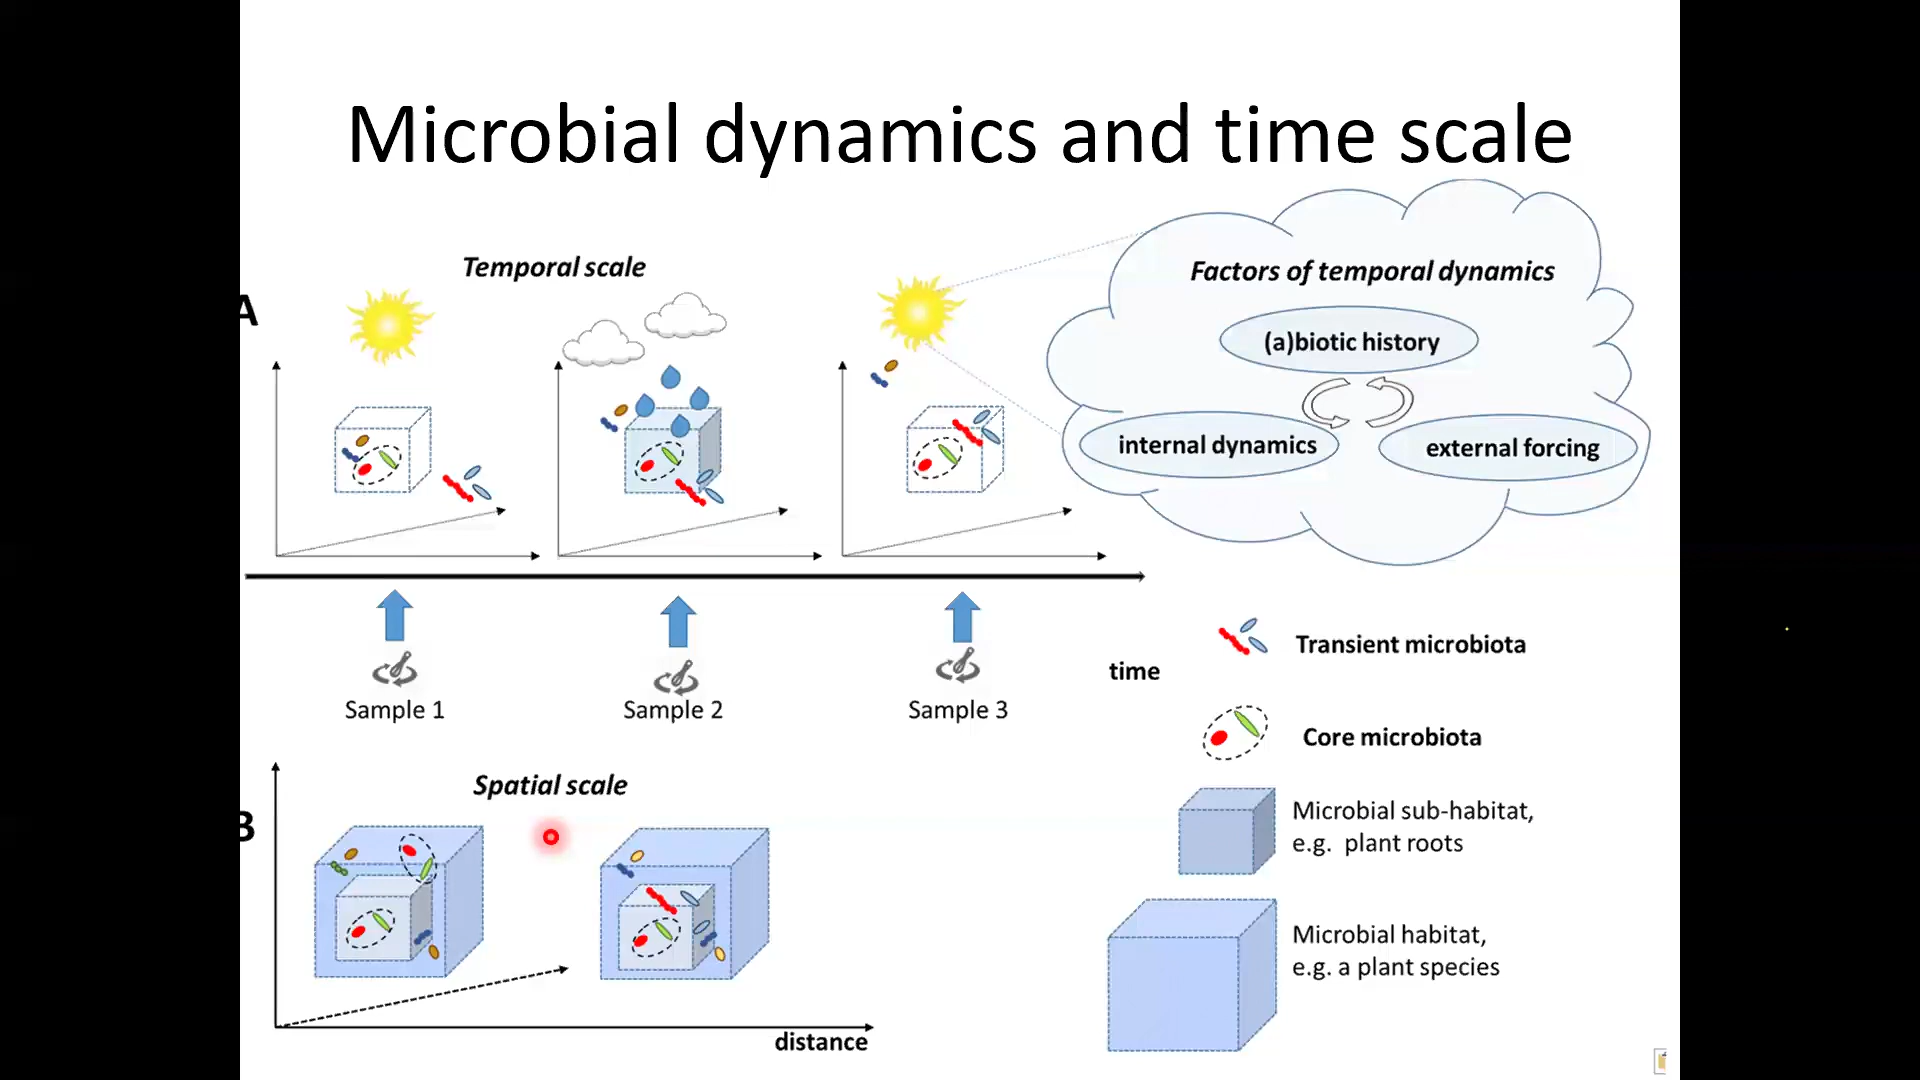 Microbial dynamics and time scale
Temporal scale
A
Factors of temporal dynamics
(a)biotic history
internal dynamics
external forcing
Sample 1
Sample 2
Sample 3
time
Transient microbiota
Core microbiota
B
Spatial scale
Microbial sub-habitat,
e.g. plant roots
Microbial habitat,
e.g. a plant species
distance